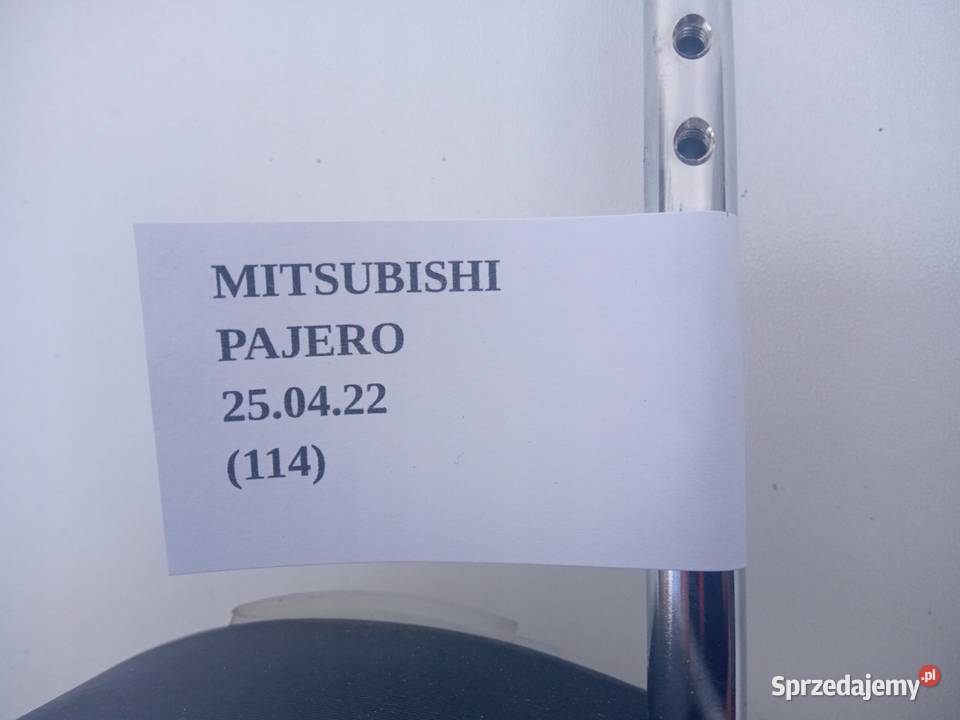 MITSUBISHI
PAJERO
25.04.22
(114)
Sprzedajemy.pl